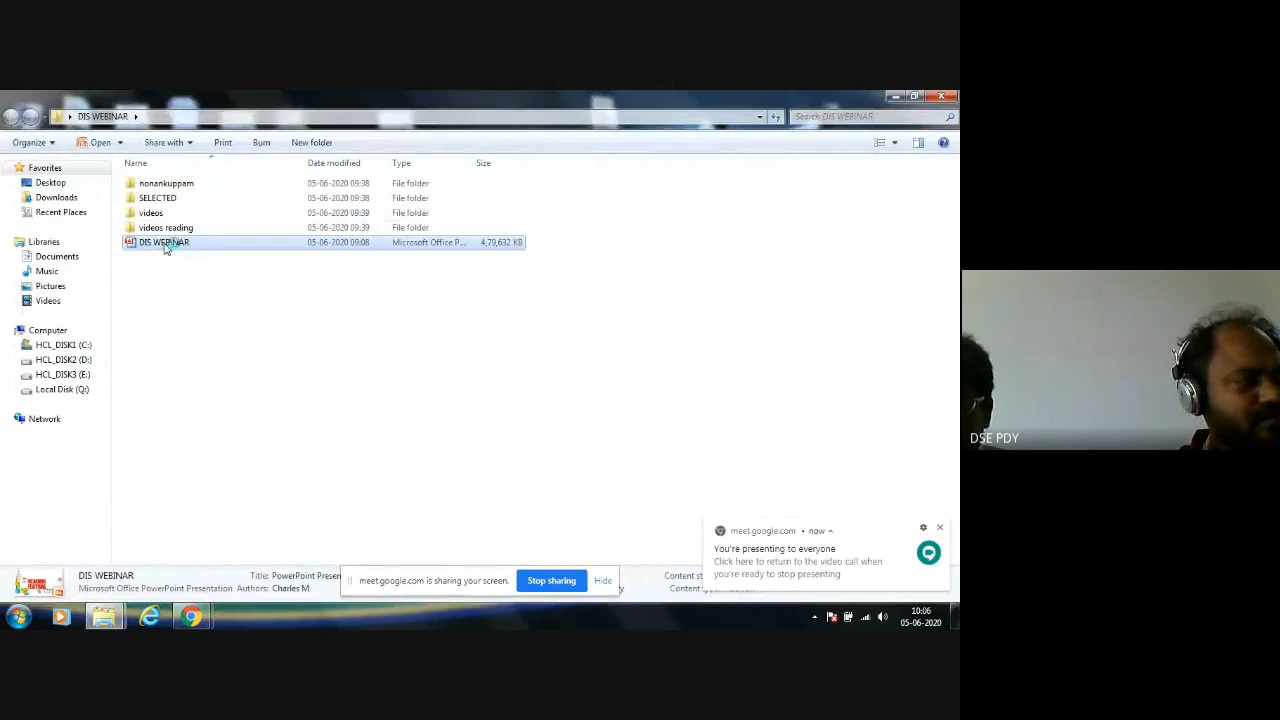 DIS WEBINAR
Search DIS WEBINAR
Organize Open Share with Print Burn New folder
Name Date modified Type Size
Favorites
Desktop
Downloads
Recent Places
Libraries
Documents
Music
Pictures
Videos
Computer
HCL_DISK1 (C:)
HCL_DISK2 (D:)
HCL_DISK3 (E:)
Local Disk (Q:)
Network
nonankuppam 05-06-2020 09:38 File folder
SELECTED 05-06-2020 09:38 File folder
videos 05-06-2020 09:39 File folder
videos reading 05-06-2020 09:39 File folder
DIS WEBINAR 05-06-2020 09:08 Microsoft Office P... 4,79,632 KB
DSE PDY
meet.google.com • now
You're presenting to everyone
Click here to return to the video call when
you're ready to stop presenting
DIS WEBINAR Title: PowerPoint Presen
Microsoft Office PowerPoint Presentation Authors: Charles M
meet.google.com is sharing your screen. Stop sharing Hide
Content s
10:06
05-06-2020